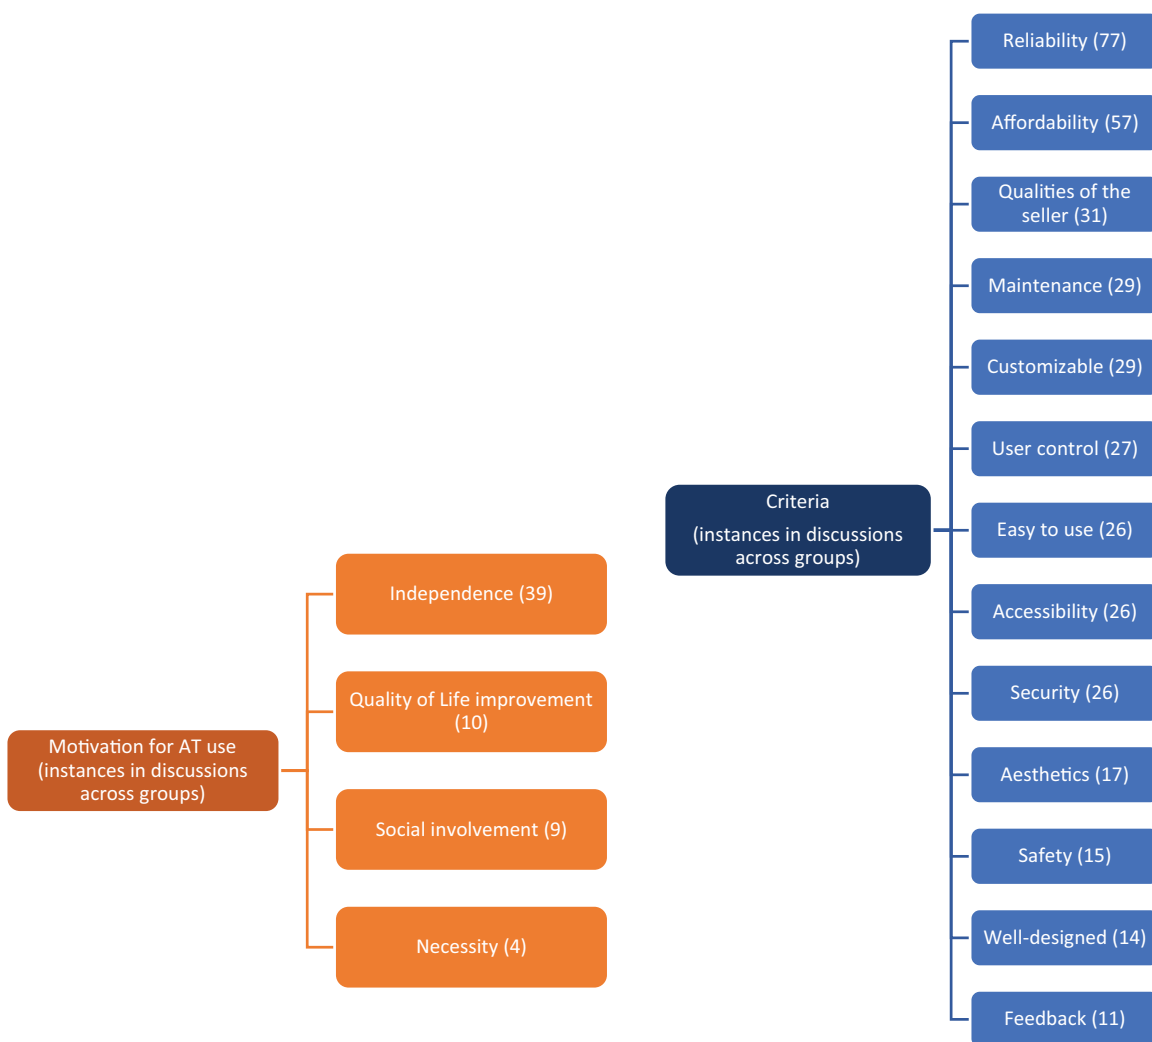 Motivation for AT use
(instances in discussions
across groups)
Independence (39)
Quality of Life improvement
(10)
Social involvement (9)
Necessity (4)
Criteria
(instances in discussions
across groups)
Reliability (77)
Affordability (57)
Qualities of the
seller (31)
Maintenance (29)
Customizable (29)
User control (27)
Easy to use (26)
Accessibility (26)
Security (26)
Aesthetics (17)
Safety (15)
Well-designed (14)
Feedback (11)